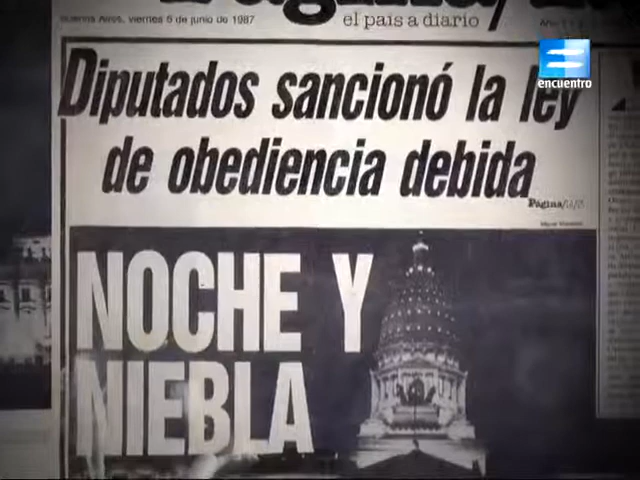 Buenos Aires, viernes 5 de junio de 1987
el país a diario
encuentro
Diputados sancionó la ley
de obediencia debida
Página/
NOCHE Y
NIEBLA